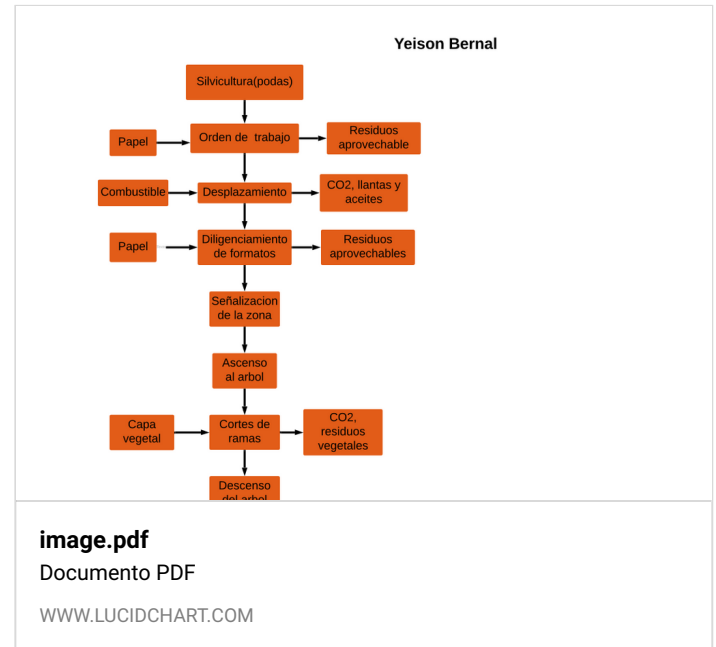 Yeison Bernal
Silvicultura(podas)
Papel
Orden de trabajo
Residuos
aprovechable
Combustible
Desplazamiento
CO2, llantas y
aceites
Papel
Diligenciamiento
de formatos
Residuos
aprovechables
Señalizacion
de la zona
Ascenso
al arbol
Capa
vegetal
Cortes de
ramas
CO2,
residuos
vegetales
Descenso
del arbol
image.pdf
Documento PDF
WWW.LUCIDCHART.COM